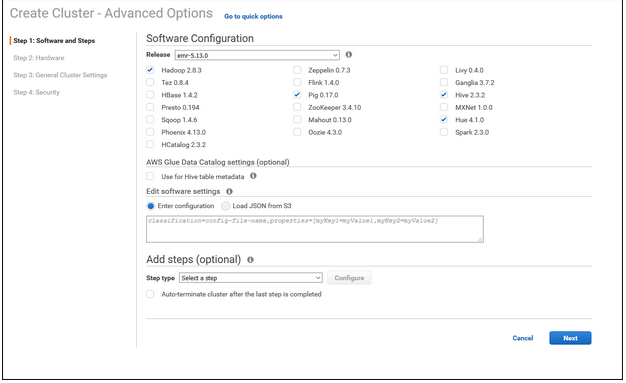 Create Cluster - Advanced Options Go to quick options
Step 1: Software and Steps
Step 2: Hardware
Step 3: General Cluster Settings
Step 4: Security
Software Configuration
Release emr-5.13.0
Hadoop 2.8.3 Zeppelin 0.7.3 Livy 0.4.0
Tez 0.8.4 Flink 1.4.0 Ganglia 3.7.2
HBase 1.4.2 Pig 0.17.0 Hive 2.3.2
Presto 0.194 ZooKeeper 3.4.10 MXNet 1.0.0
Sqoop 1.4.6 Mahout 0.13.0 Hue 4.1.0
Phoenix 4.13.0 Oozie 4.3.0 Spark 2.3.0
HCatalog 2.3.2
AWS Glue Data Catalog settings (optional)
Use for Hive table metadata
Edit software settings
Enter configuration Load JSON from S3
classification=config-file-name,properties=[myKey1=myValue1,myKey2=myValue2]
Add steps (optional)
Step type Select a step Configure
Auto-terminate cluster after the last step is completed
Cancel Next